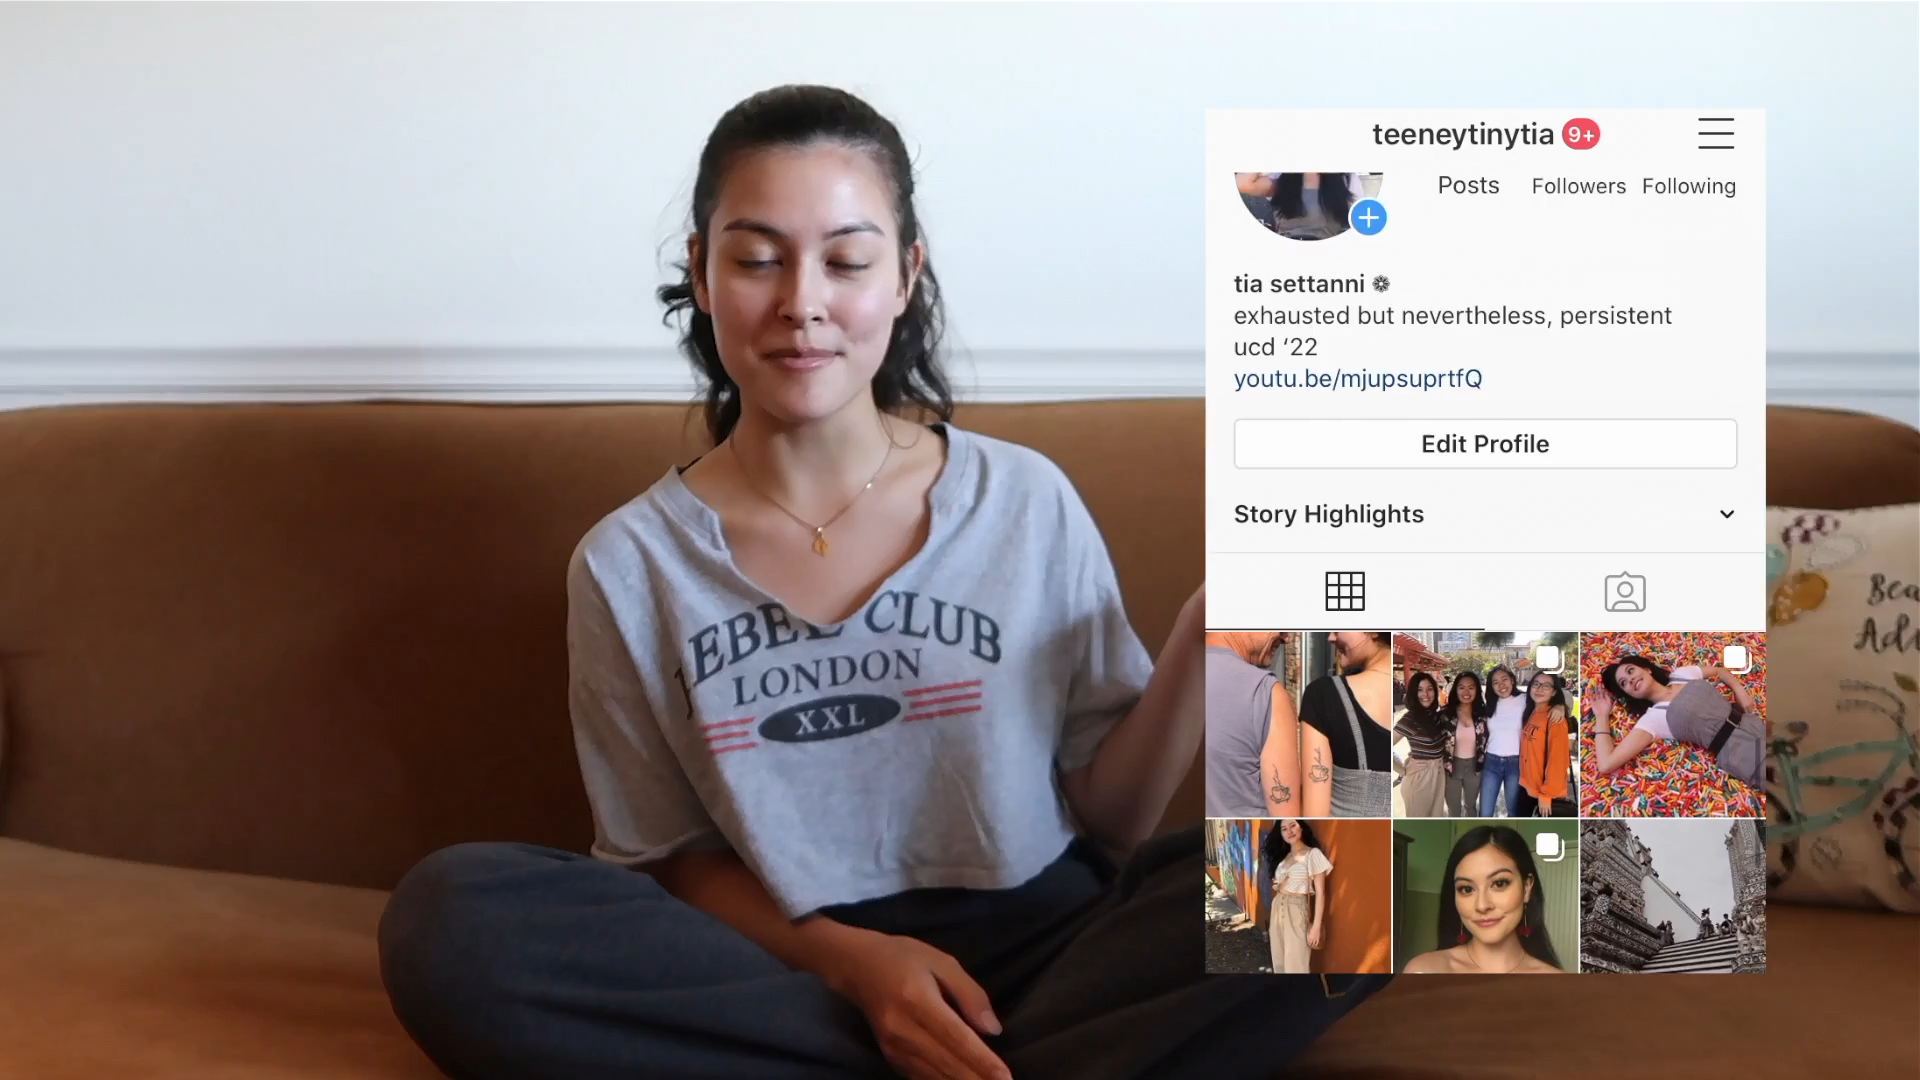 teeneytinytia 9+
Posts Followers Following
tia settanni
exhausted but nevertheless, persistent
ucd ‘22
youtu.be/mjupsuprtfQ
Edit Profile
Story Highlights
REBEL CLUB
LONDON
XXL